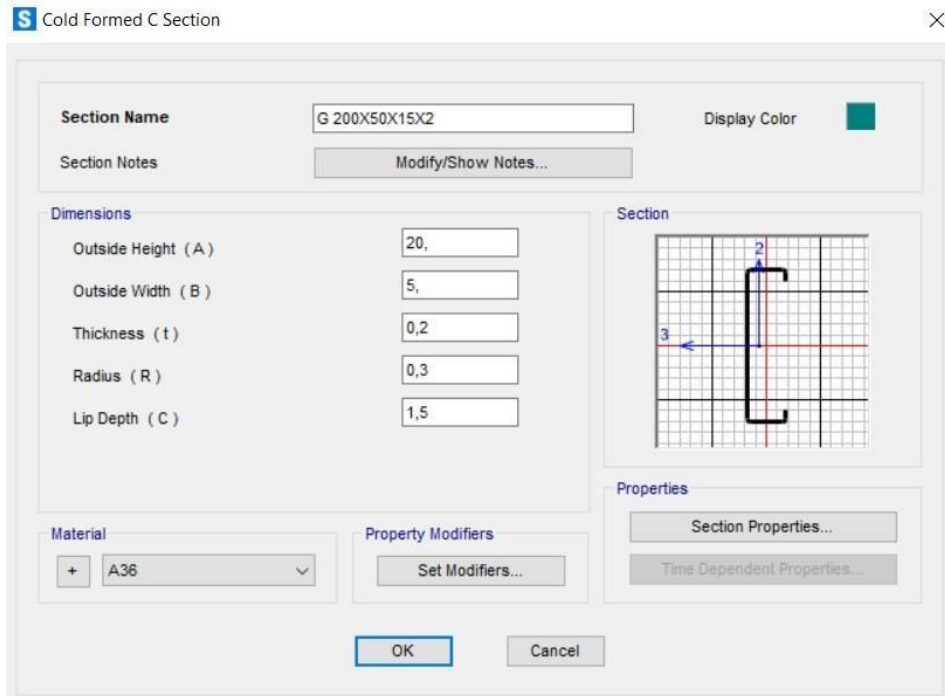 S Cold Formed C Section
Section Name G 200X50X15X2 Display Color
Section Notes Modify/Show Notes...
Dimensions
Outside Height ( A ) 20,
Outside Width ( B ) 5,
Thickness ( t ) 0,2
Radius ( R ) 0,3
Lip Depth ( C ) 1,5
Section
2
3
Properties
Section Properties...
Time Dependent Properties...
Material
+ A36
Property Modifiers
Set Modifiers...
OK Cancel